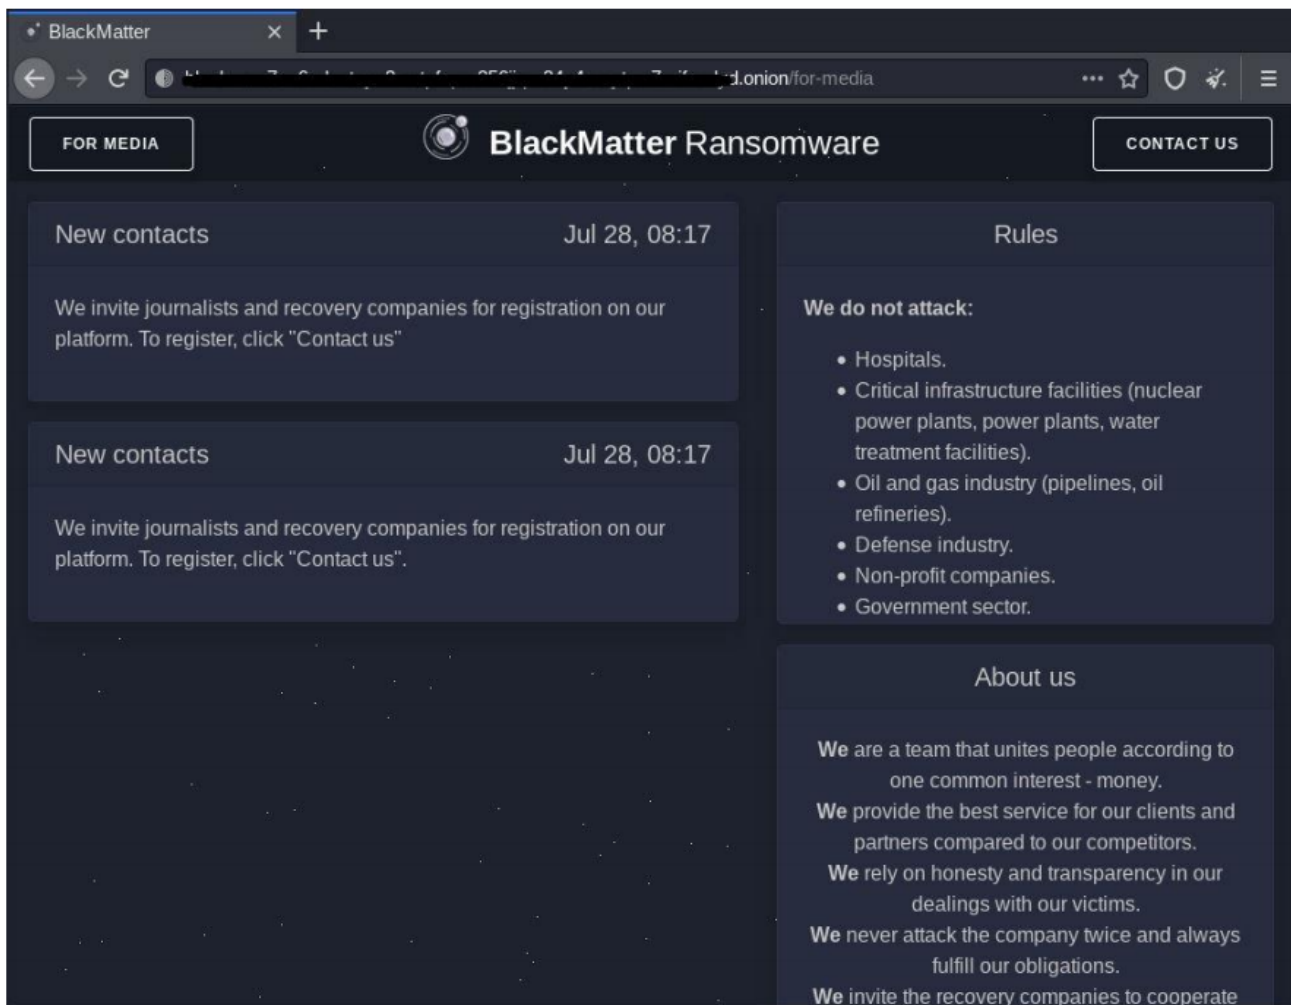 BlackMatter
d.onion/for-media
FOR MEDIA
BlackMatter Ransomware
CONTACT US
New contacts
Jul 28, 08:17
We invite journalists and recovery companies for registration on our
platform. To register, click "Contact us"
New contacts
Jul 28, 08:17
We invite journalists and recovery companies for registration on our
platform. To register, click "Contact us".
Rules
We do not attack:
• Hospitals.
• Critical infrastructure facilities (nuclear
power plants, power plants, water
treatment facilities).
• Oil and gas industry (pipelines, oil
refineries).
• Defense industry.
• Non-profit companies.
• Government sector.
About us
We are a team that unites people according to
one common interest - money.
We provide the best service for our clients and
partners compared to our competitors.
We rely on honesty and transparency in our
dealings with our victims.
We never attack the company twice and always
fulfill our obligations.
We invite the recovery companies to cooperate